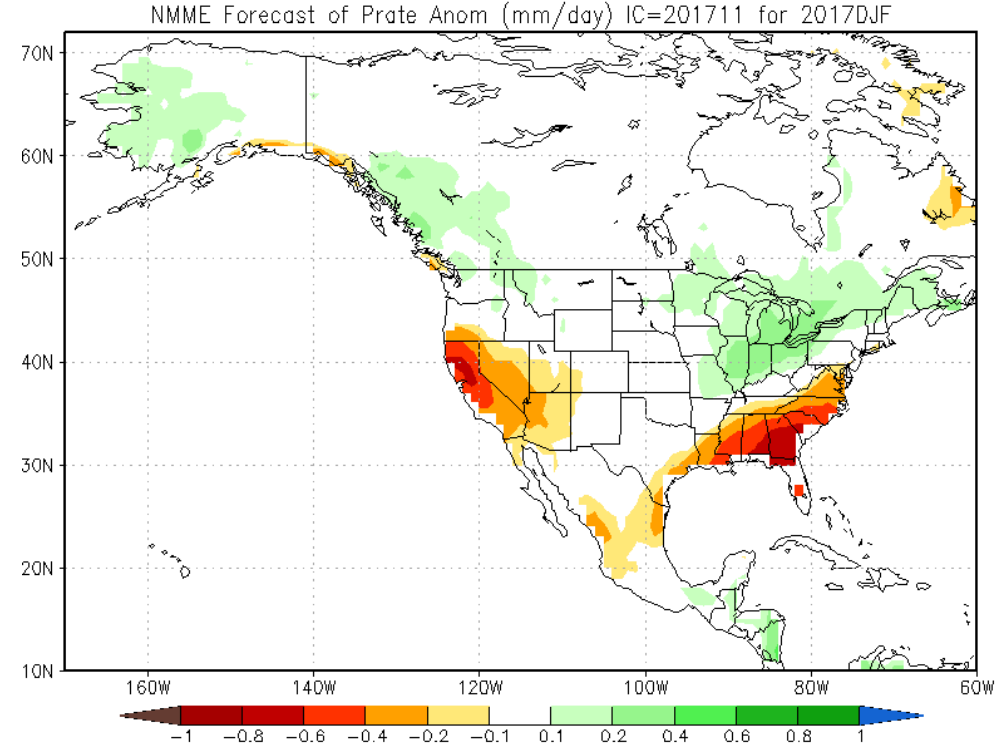 NMME Forecast of Prate Anom (mm/day) IC=201711 for 2017DJF
70N
60N
50N
40N
30N
20N
10N
160W 140W 120W 100W 80W 60W
-1 -0.8 -0.6 -0.4 -0.2 -0.1 0.1 0.2 0.4 0.6 0.8 1